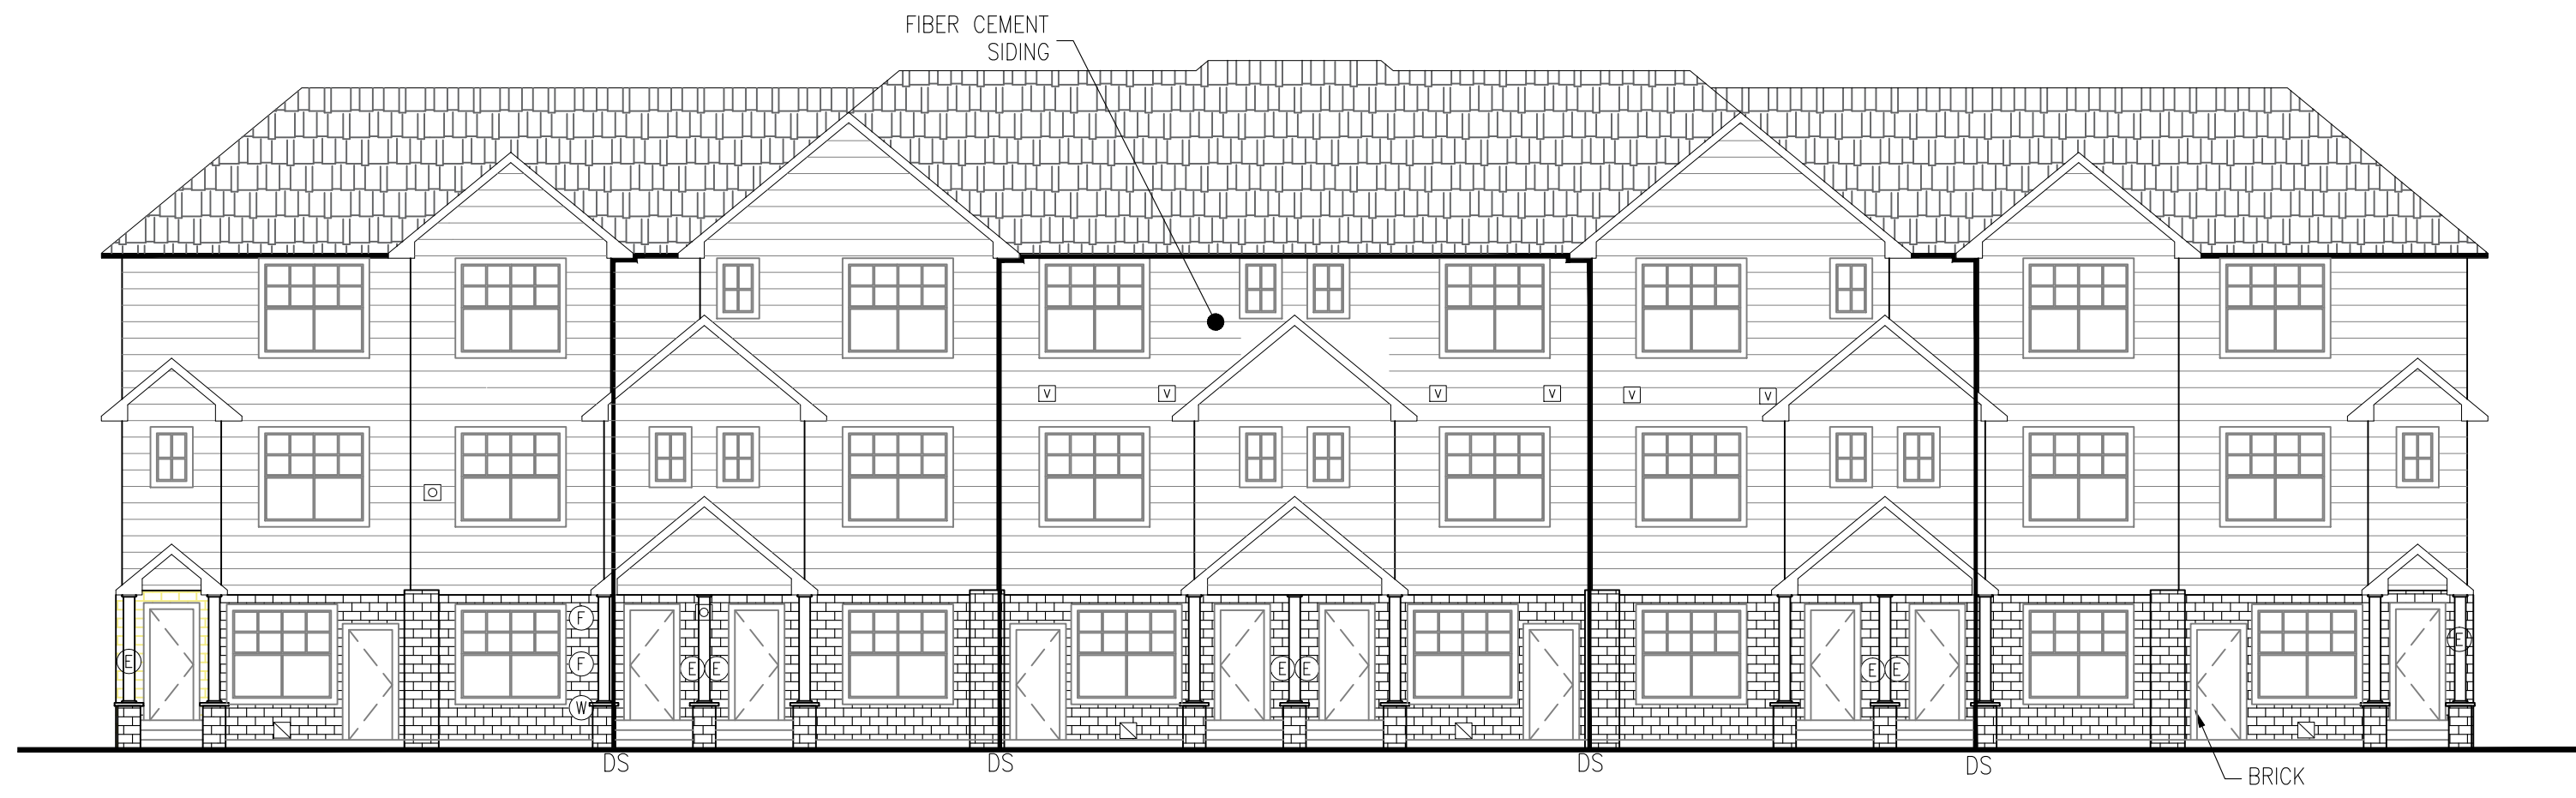 FIBER CEMENT
SIDING
V V V V V V
F
E F E E E E E E E
W
DS DS DS DS
BRICK